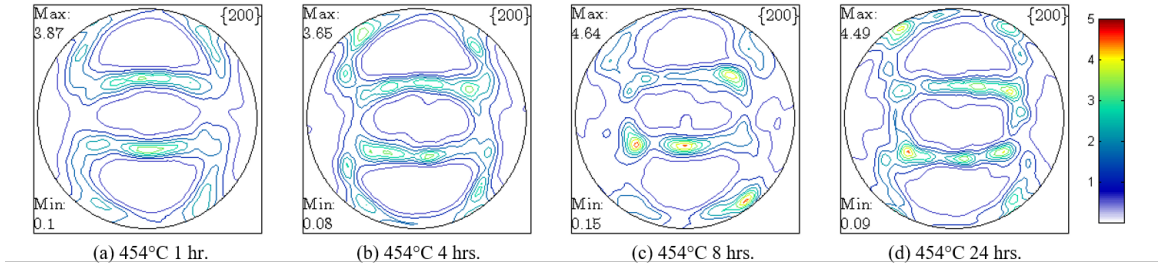 Max:
3.87
{200}
Min:
0.1
(a) 454°C 1 hr.
Max:
3.65
{200}
Min:
0.08
(b) 454°C 4 hrs.
Max:
4.64
{200}
Min:
0.15
(c) 454°C 8 hrs.
Max:
4.49
{200}
Min:
0.09
(d) 454°C 24 hrs.
5
4
3
2
1